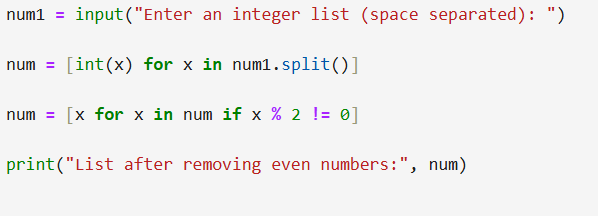 num1 = input("Enter an integer list (space separated): ")
num = [int(x) for x in num1.split()]
num = [x for x in num if x % 2 != 0]
print("List after removing even numbers:", num)